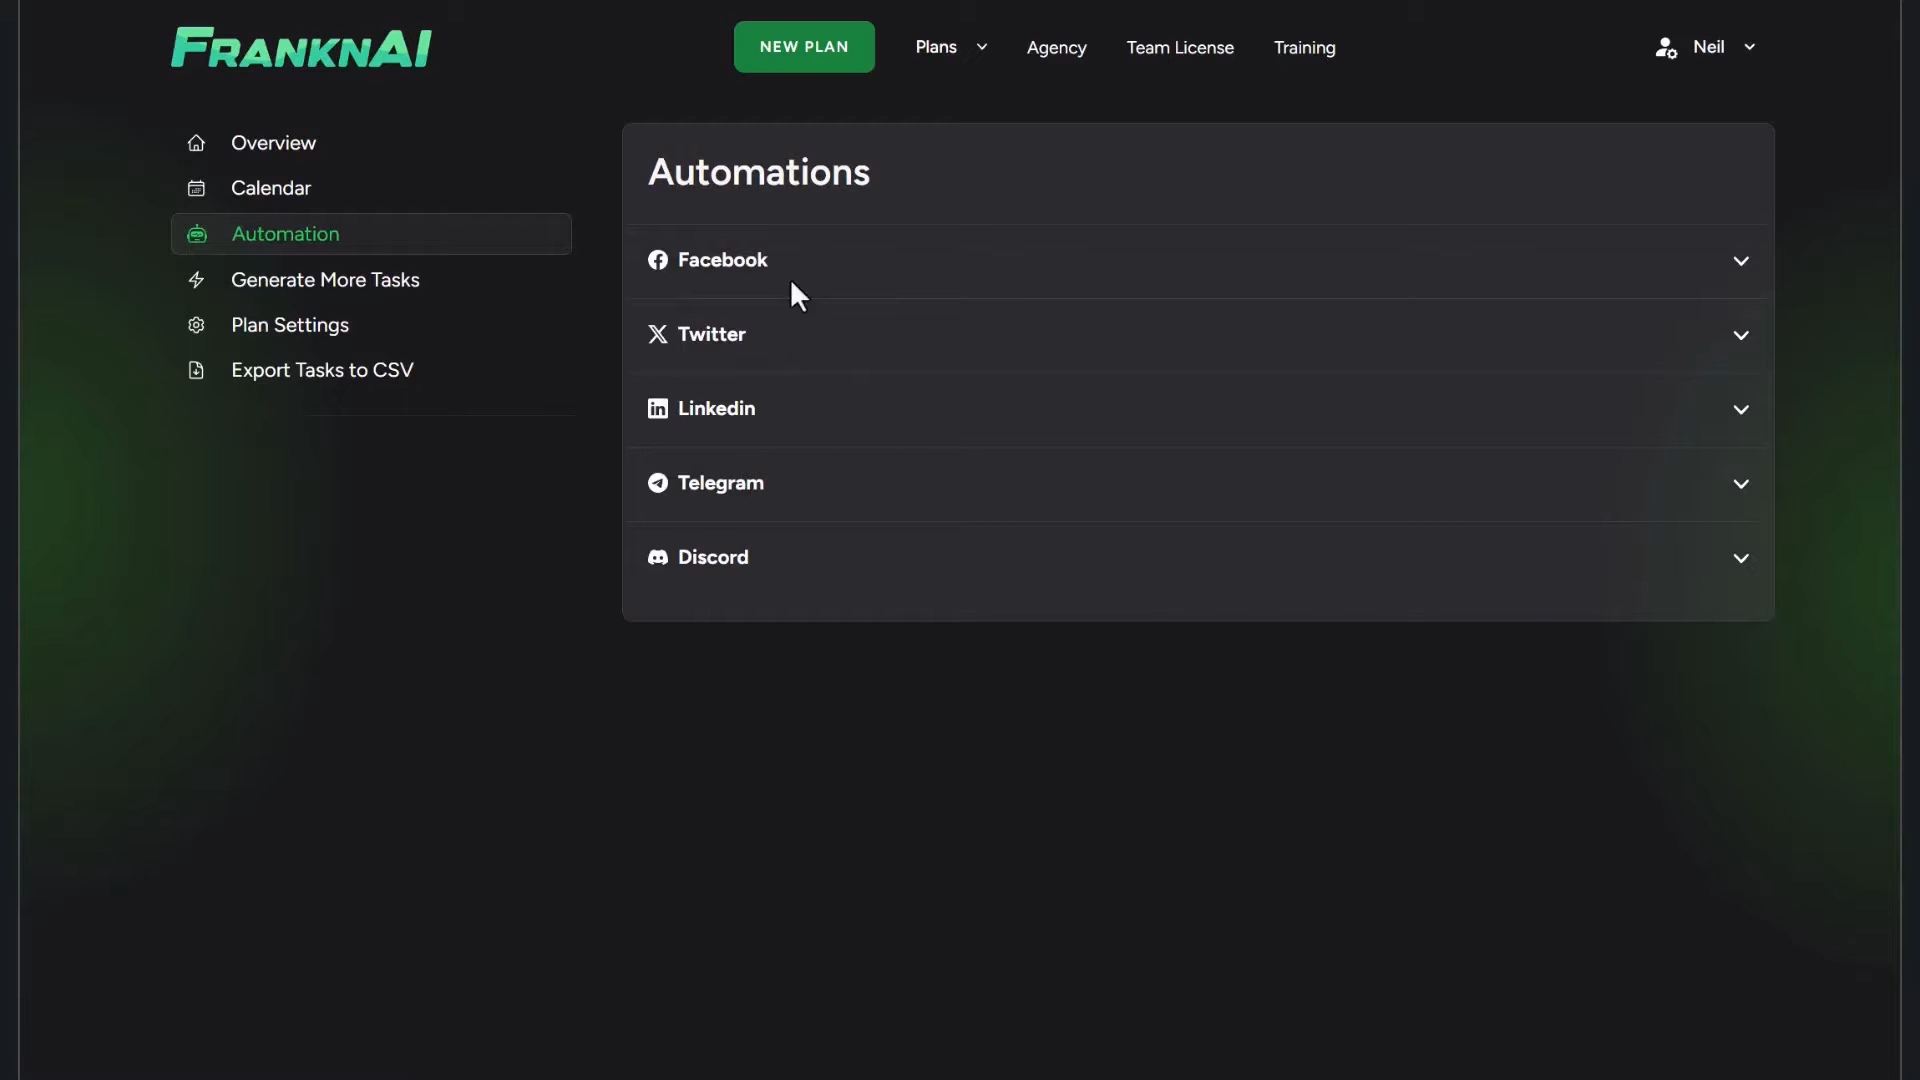 FRANKNAI
NEW PLAN
Plans
Agency
Team License
Training
Neil
Overview
Calendar
Automation
Generate More Tasks
Plan Settings
Export Tasks to CSV
Automations
Facebook
Twitter
Linkedin
Telegram
Discord